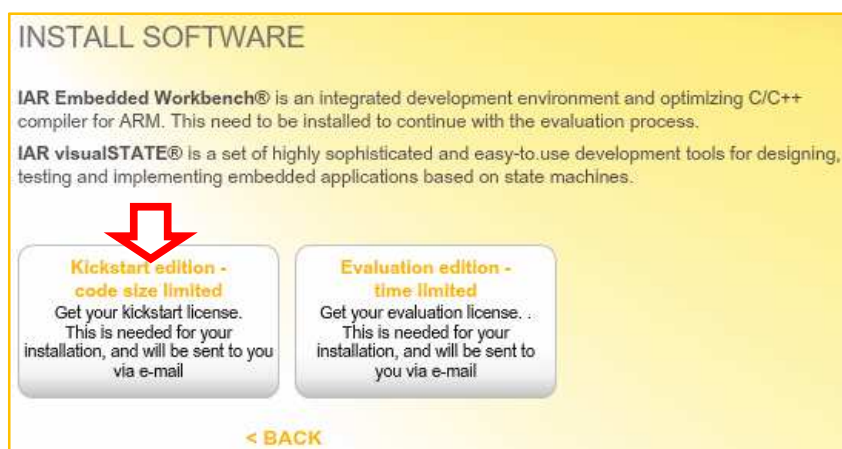 INSTALL SOFTWARE
IAR Embedded Workbench® is an integrated development environment and optimizing C/C++
compiler for ARM. This need to be installed to continue with the evaluation process.
IAR visualSTATE® is a set of highly sophisticated and easy-to.use development tools for designing,
testing and implementing embedded applications based on state machines.
Kickstart edition -
code size limited
Get your kickstart license.
This is needed for your
installation, and will be sent to you
via e-mail
Evaluation edition -
time limited
Get your evaluation license. .
This is needed for your
installation, and will be sent to
you via e-mail
< BACK